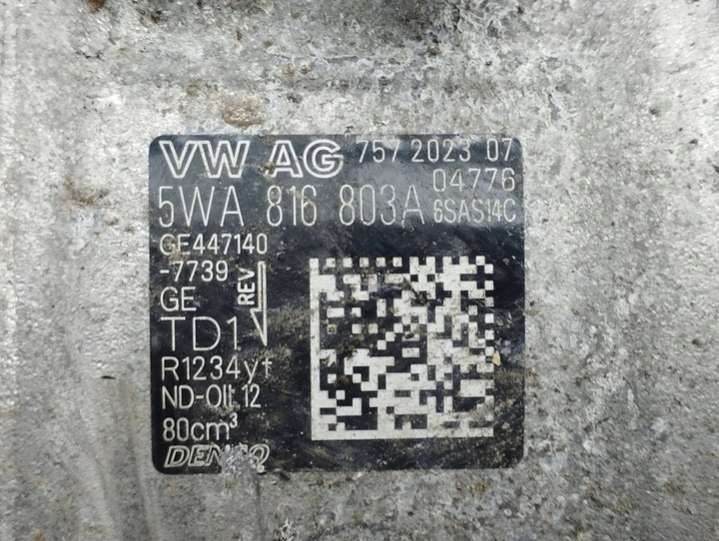 VW AG 757 2023 07
04776
5WA 816 803A 6SAS14C
GE447140
-7739
GE
REV
TD1
R1234yf
ND-OIL 12
80cm³
DENSO